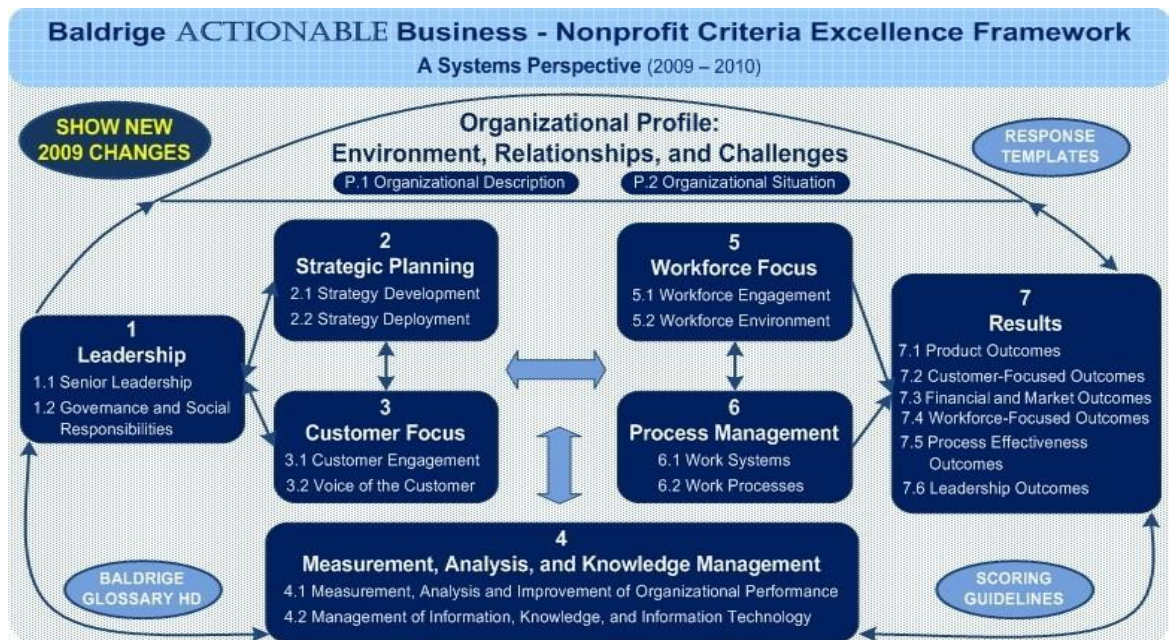 Baldrige ACTIONABLE Business - Nonprofit Criteria Excellence Framework
A Systems Perspective (2009 – 2010)
SHOW NEW
2009 CHANGES
Organizational Profile:
Environment, Relationships, and Challenges
P.1 Organizational Description
P.2 Organizational Situation
RESPONSE
TEMPLATES
1
Leadership
1.1 Senior Leadership
1.2 Governance and Social
Responsibilities
2
Strategic Planning
2.1 Strategy Development
2.2 Strategy Deployment
3
Customer Focus
3.1 Customer Engagement
3.2 Voice of the Customer
5
Workforce Focus
5.1 Workforce Engagement
5.2 Workforce Environment
6
Process Management
6.1 Work Systems
6.2 Work Processes
7
Results
7.1 Product Outcomes
7.2 Customer-Focused Outcomes
7.3 Financial and Market Outcomes
7.4 Workforce-Focused Outcomes
7.5 Process Effectiveness
Outcomes
7.6 Leadership Outcomes
4
Measurement, Analysis, and Knowledge Management
4.1 Measurement, Analysis and Improvement of Organizational Performance
4.2 Management of Information, Knowledge, and Information Technology
BALDRIGE
GLOSSARY HD
SCORING
GUIDELINES